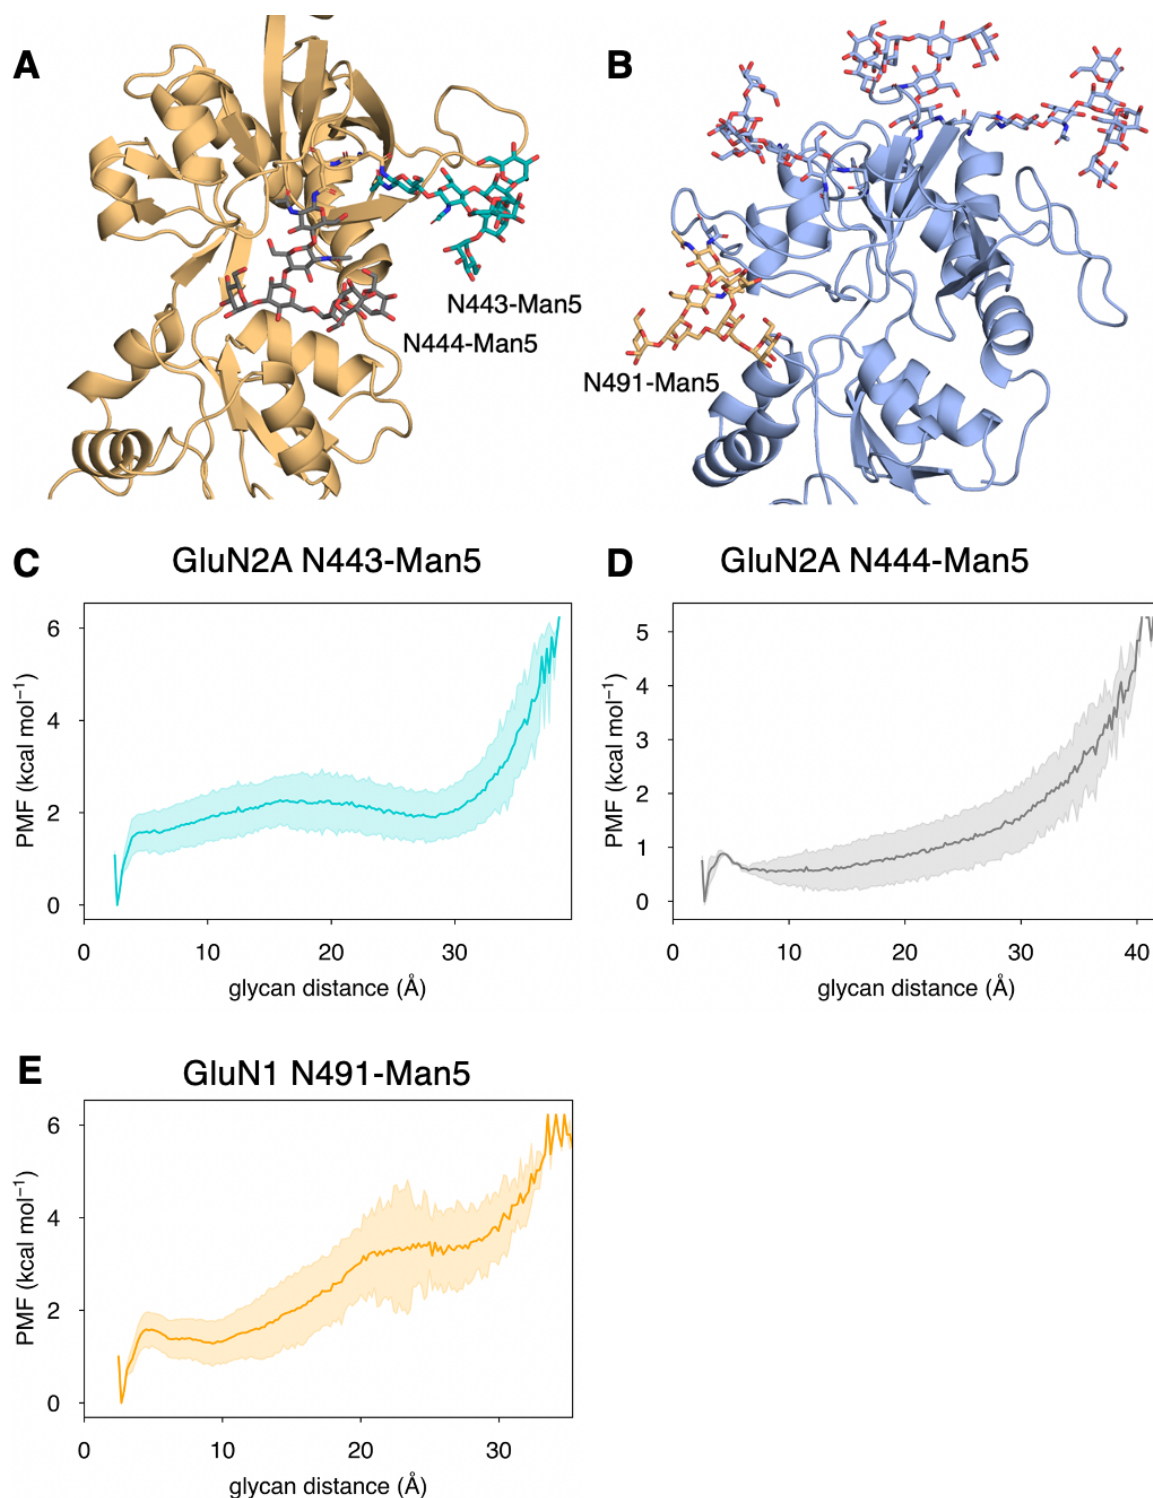 A
B
N443-Man5
N444-Man5
N491-Man5
C
GluN2A N443-Man5
D
GluN2A N444-Man5
6
4
2
0
PMF (kcal mol⁻¹)
0 10 20 30
glycan distance (Å)
5
4
3
2
1
0
PMF (kcal mol⁻¹)
0 10 20 30 40
glycan distance (Å)
E
GluN1 N491-Man5
6
4
2
0
PMF (kcal mol⁻¹)
0 10 20 30
glycan distance (Å)